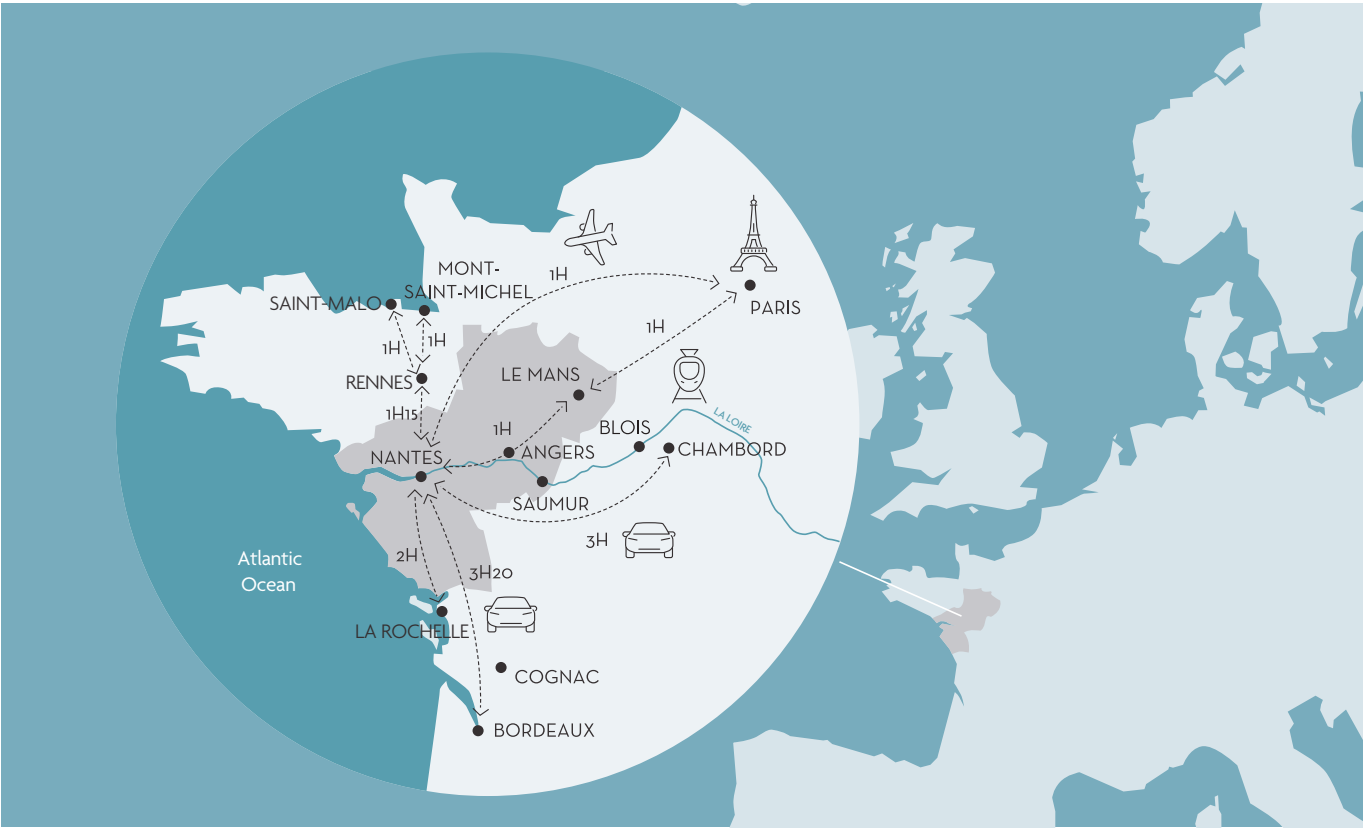 1H
MONT-
SAINT-MICHEL
SAINT-MALO
PARIS
1H
1H
1H
RENNES
LE MANS
1H15
LA LOIRE
1H
BLOIS
NANTES
ANGERS
CHAMBORD
SAUMUR
3H
2H
Atlantic
Ocean
3H20
LA ROCHELLE
COGNAC
BORDEAUX